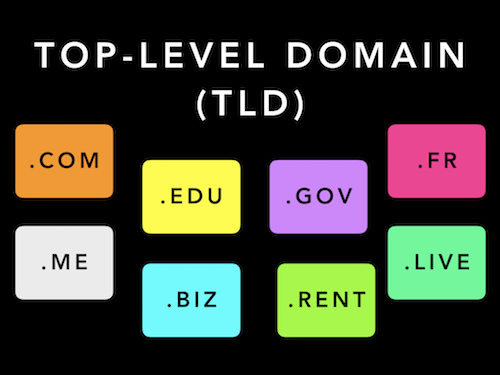 TOP-LEVEL DOMAIN
(TLD)
.COM
.EDU
.GOV
.FR
.ME
.BIZ
.RENT
.LIVE